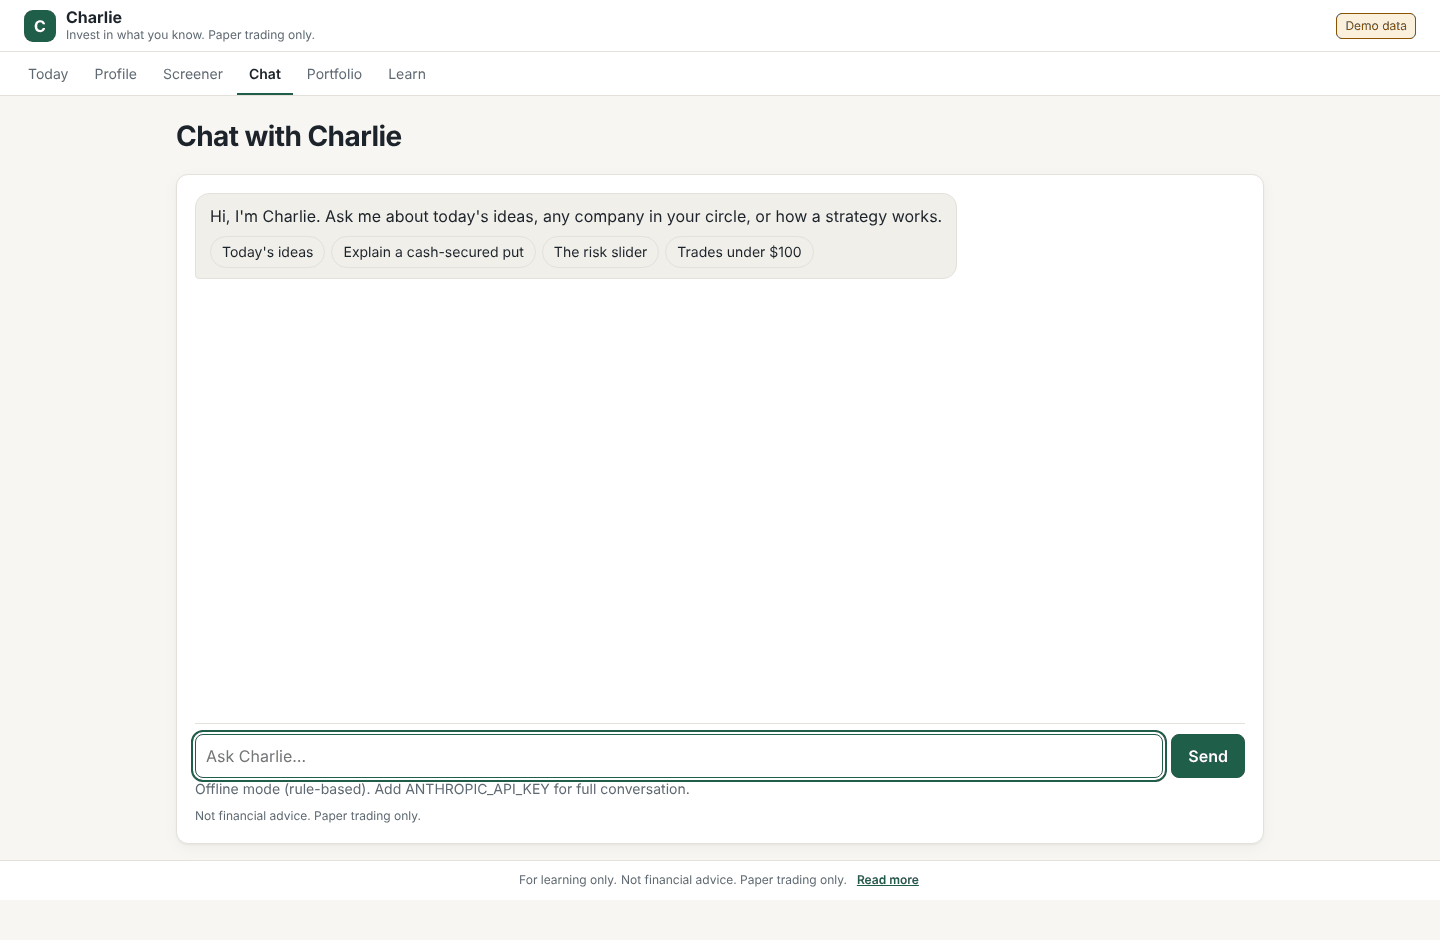 C
Charlie
Invest in what you know. Paper trading only.
Demo data
Today Profile Screener Chat Portfolio Learn
Chat with Charlie
Hi, I'm Charlie. Ask me about today's ideas, any company in your circle, or how a strategy works.
Today's ideas Explain a cash-secured put The risk slider Trades under $100
Ask Charlie...
Send
Offline mode (rule-based). Add ANTHROPIC_API_KEY for full conversation.
Not financial advice. Paper trading only.
For learning only. Not financial advice. Paper trading only. Read more